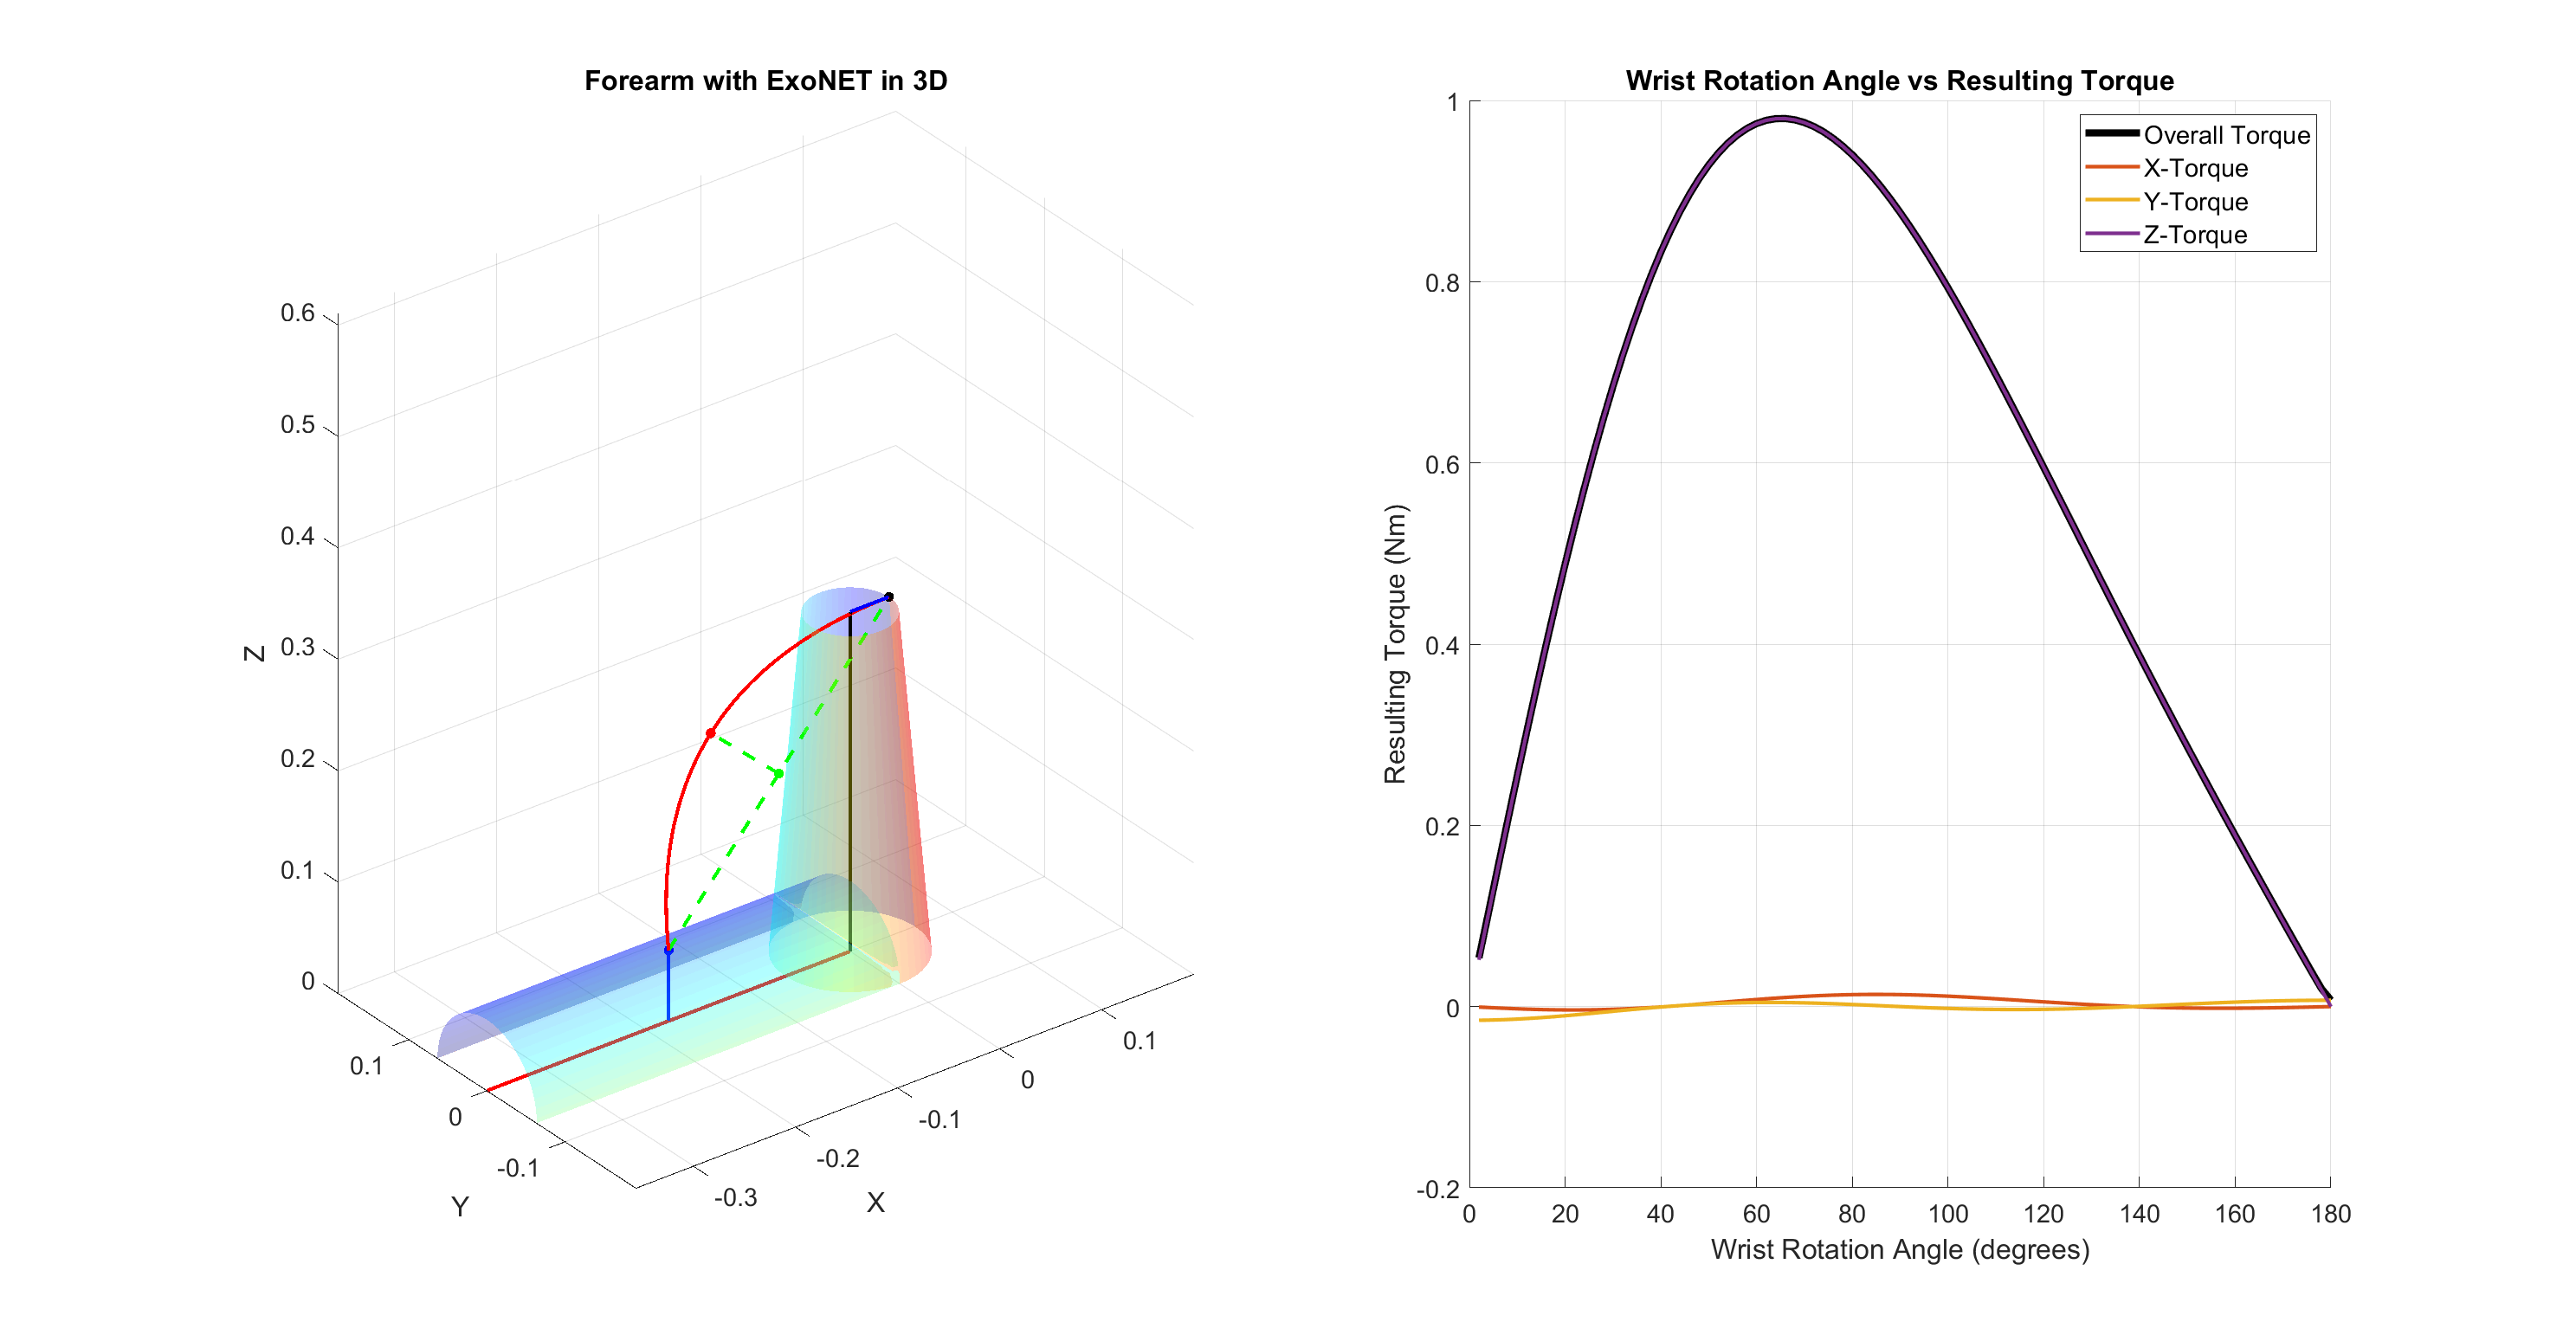 Forearm with ExoNET in 3D
0.6
0.5
0.4
0.3
0.2
0.1
0
Z
0.1
0
-0.1
Y
-0.3
-0.2
-0.1
0
0.1
X
Wrist Rotation Angle vs Resulting Torque
1
0.8
0.6
0.4
0.2
0
-0.2
Resulting Torque (Nm)
Overall Torque
X-Torque
Y-Torque
Z-Torque
0 20 40 60 80 100 120 140 160 180
Wrist Rotation Angle (degrees)